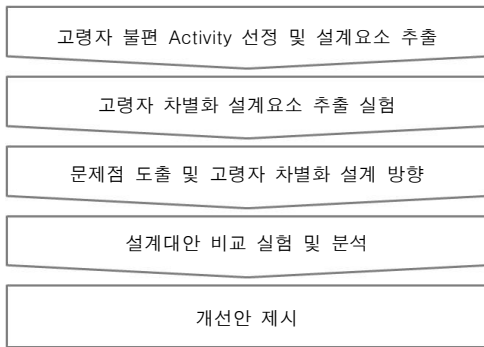 고령자 불편 Activity 선정 및 설계요소 추출
고령자 차별화 설계요소 추출 실험
문제점 도출 및 고령자 차별화 설계 방향
설계대안 비교 실험 및 분석
개선안 제시